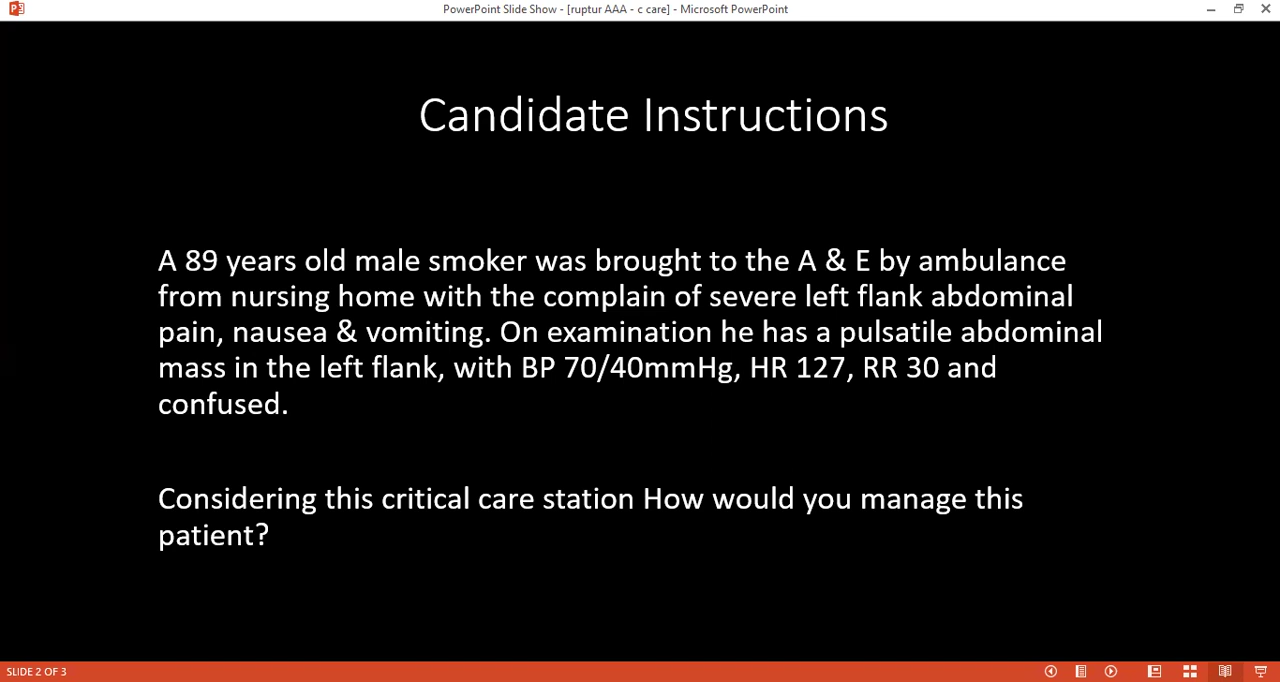 PowerPoint Slide Show - [ruptur AAA - c care] - Microsoft PowerPoint
Candidate Instructions
A 89 years old male smoker was brought to the A & E by ambulance
from nursing home with the complain of severe left flank abdominal
pain, nausea & vomiting. On examination he has a pulsatile abdominal
mass in the left flank, with BP 70/40mmHg, HR 127, RR 30 and
confused.
Considering this critical care station How would you manage this
patient?
SLIDE 2 OF 3